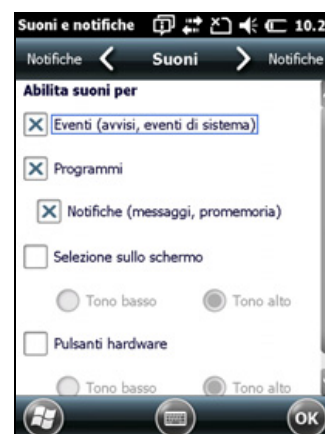 Suoni e notifiche 10.2
Notifiche Suoni Notifiche
Abilita suoni per
Eventi (avvisi, eventi di sistema)
Programmi
Notifiche (messaggi, promemoria)
Selezione sullo schermo
Tono basso Tono alto
Pulsanti hardware
Tono basso Tono alto
OK